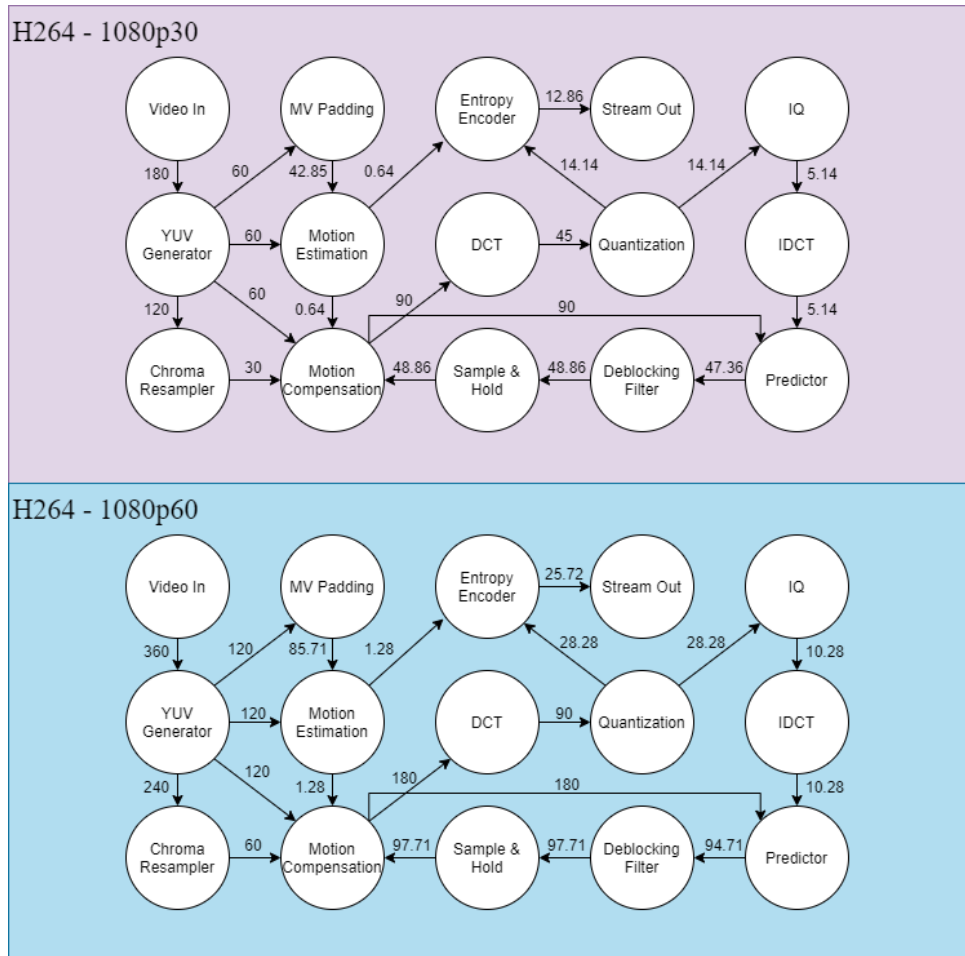 H264 - 1080p30
Video In
MV Padding
Entropy
Encoder
12.86
Stream Out
IQ
180
60
42.85
0.64
14.14
14.14
5.14
YUV
Generator
60
Motion
Estimation
DCT
45
Quantization
IDCT
120
60
0.64
90
90
5.14
Chroma
Resampler
30
Motion
Compensation
48.86
Sample &
Hold
48.86
Deblocking
Filter
47.36
Predictor
H264 - 1080p60
Video In
MV Padding
Entropy
Encoder
25.72
Stream Out
IQ
360
120
85.71
1.28
28.28
28.28
10.28
YUV
Generator
120
Motion
Estimation
DCT
90
Quantization
IDCT
240
120
1.28
180
180
10.28
Chroma
Resampler
60
Motion
Compensation
97.71
Sample &
Hold
97.71
Deblocking
Filter
94.71
Predictor